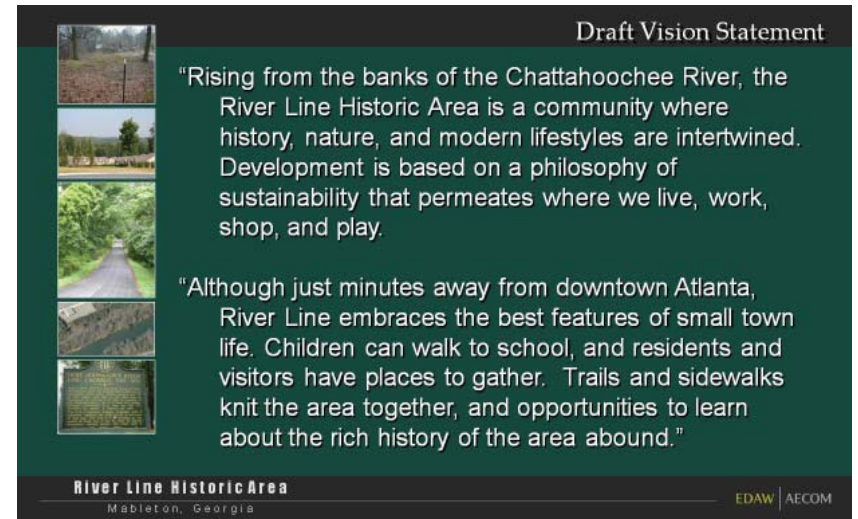 Draft Vision Statement
“Rising from the banks of the Chattahoochee River, the
River Line Historic Area is a community where
history, nature, and modern lifestyles are intertwined.
Development is based on a philosophy of
sustainability that permeates where we live, work,
shop, and play.
“Although just minutes away from downtown Atlanta,
River Line embraces the best features of small town
life. Children can walk to school, and residents and
visitors have places to gather.  Trails and sidewalks
knit the area together, and opportunities to learn
about the rich history of the area abound.”
River Line Historic Area
Mableton, Georgia
EDAW | AECOM